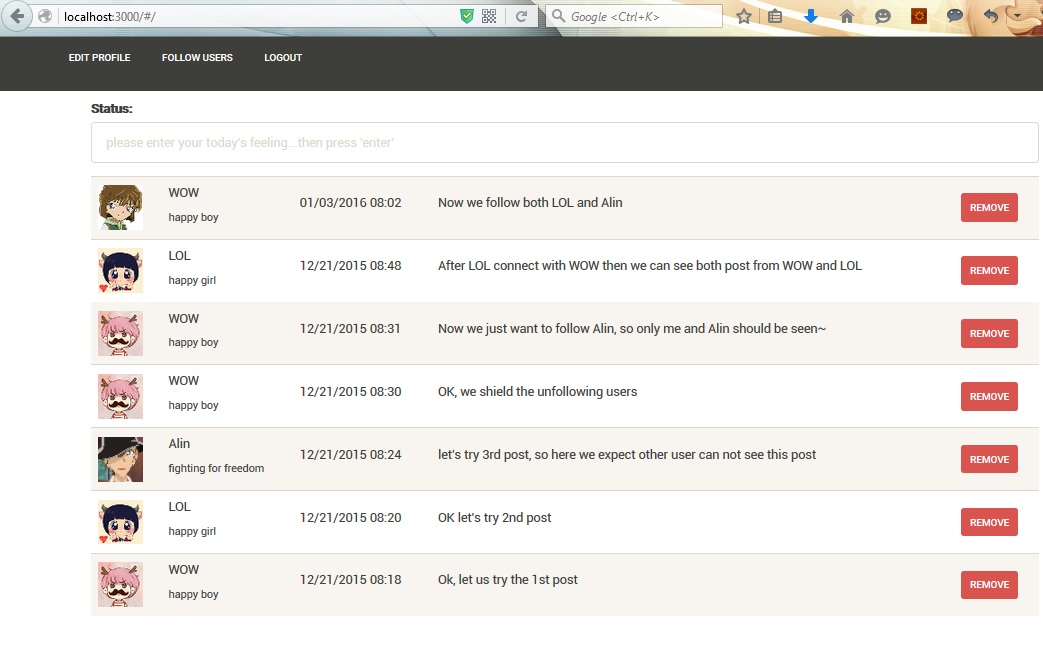 localhost:3000/#/
Google <Ctrl+K>
EDIT PROFILE FOLLOW USERS LOGOUT
Status:
please enter your today's feeling...then press 'enter'
WOW
happy boy
01/03/2016 08:02
Now we follow both LOL and Alin
REMOVE
LOL
happy girl
12/21/2015 08:48
After LOL connect with WOW then we can see both post from WOW and LOL
REMOVE
WOW
happy boy
12/21/2015 08:31
Now we just want to follow Alin, so only me and Alin should be seen~
REMOVE
WOW
happy boy
12/21/2015 08:30
OK, we shield the unfollowing users
REMOVE
Alin
fighting for freedom
12/21/2015 08:24
let's try 3rd post, so here we expect other user can not see this post
REMOVE
LOL
happy girl
12/21/2015 08:20
OK let's try 2nd post
REMOVE
WOW
happy boy
12/21/2015 08:18
Ok, let us try the 1st post
REMOVE